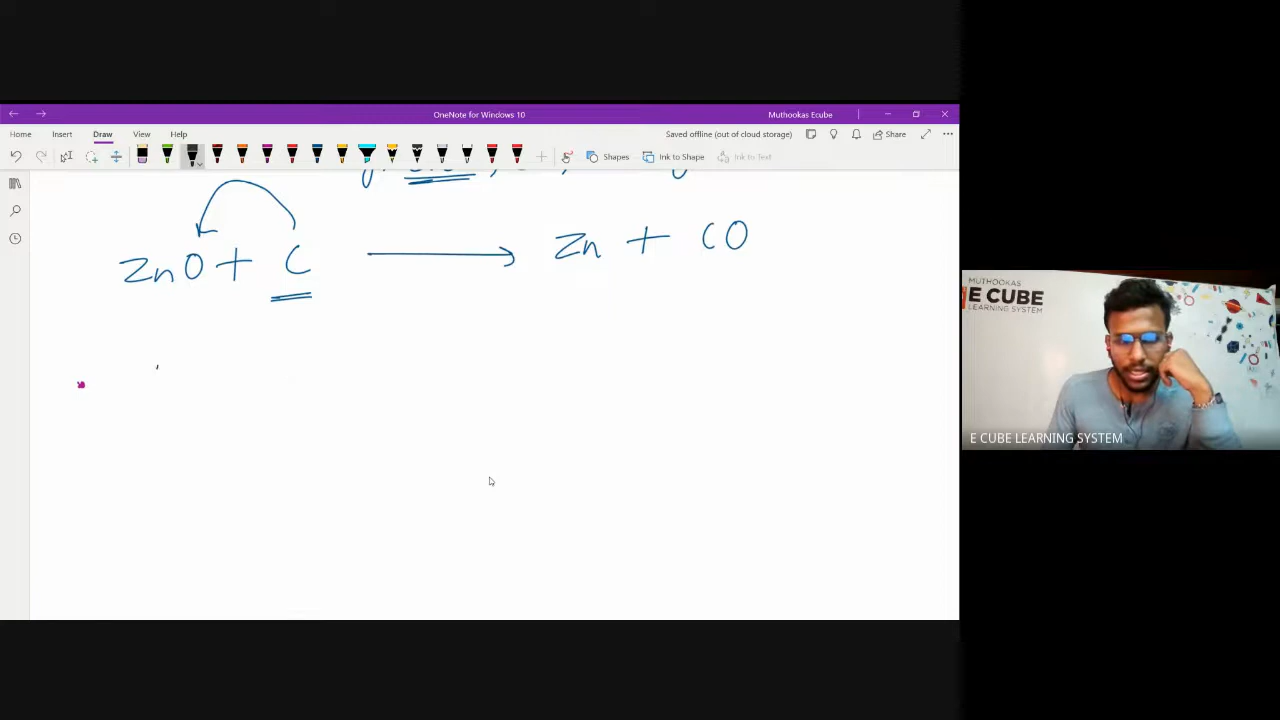 OneNote for Windows 10
Muthookas Ecube
Home Insert Draw View Help
Saved offline (out of cloud storage)
Share
Shapes
Ink to Shape
Ink to Text
ZnO + C → Zn + CO
MUTHOOKAS
E CUBE
LEARNING SYSTEM
E CUBE LEARNING SYSTEM